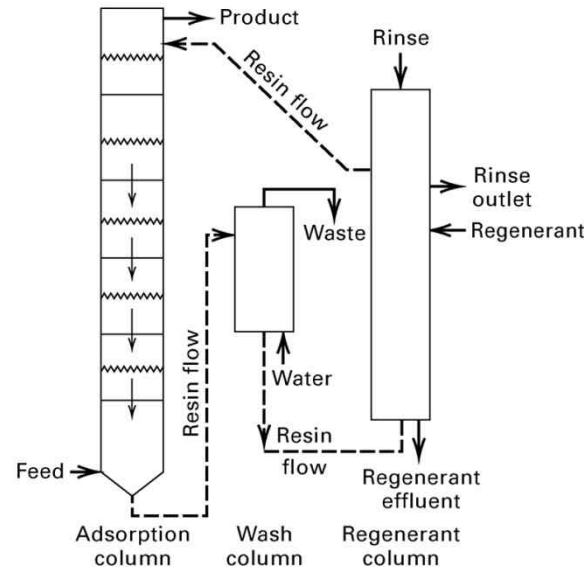 Product
Rinse
Resin flow
Rinse
outlet
Regenerant
Waste
Resin flow
Water
Resin
flow
Feed
Regenerant
effluent
Adsorption
column
Wash
column
Regenerant
column